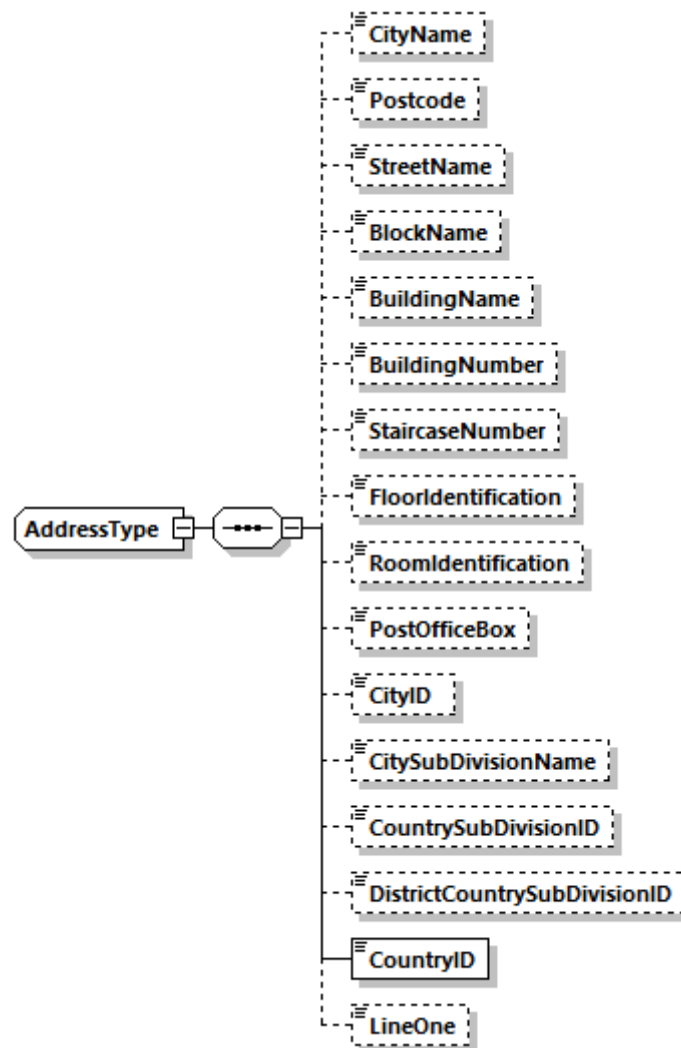 CityName
Postcode
StreetName
BlockName
BuildingName
BuildingNumber
StaircaseNumber
FloorIdentification
AddressType
RoomIdentification
PostOfficeBox
CityID
CitySubDivisionName
CountrySubDivisionID
DistrictCountrySubDivisionID
CountryID
LineOne